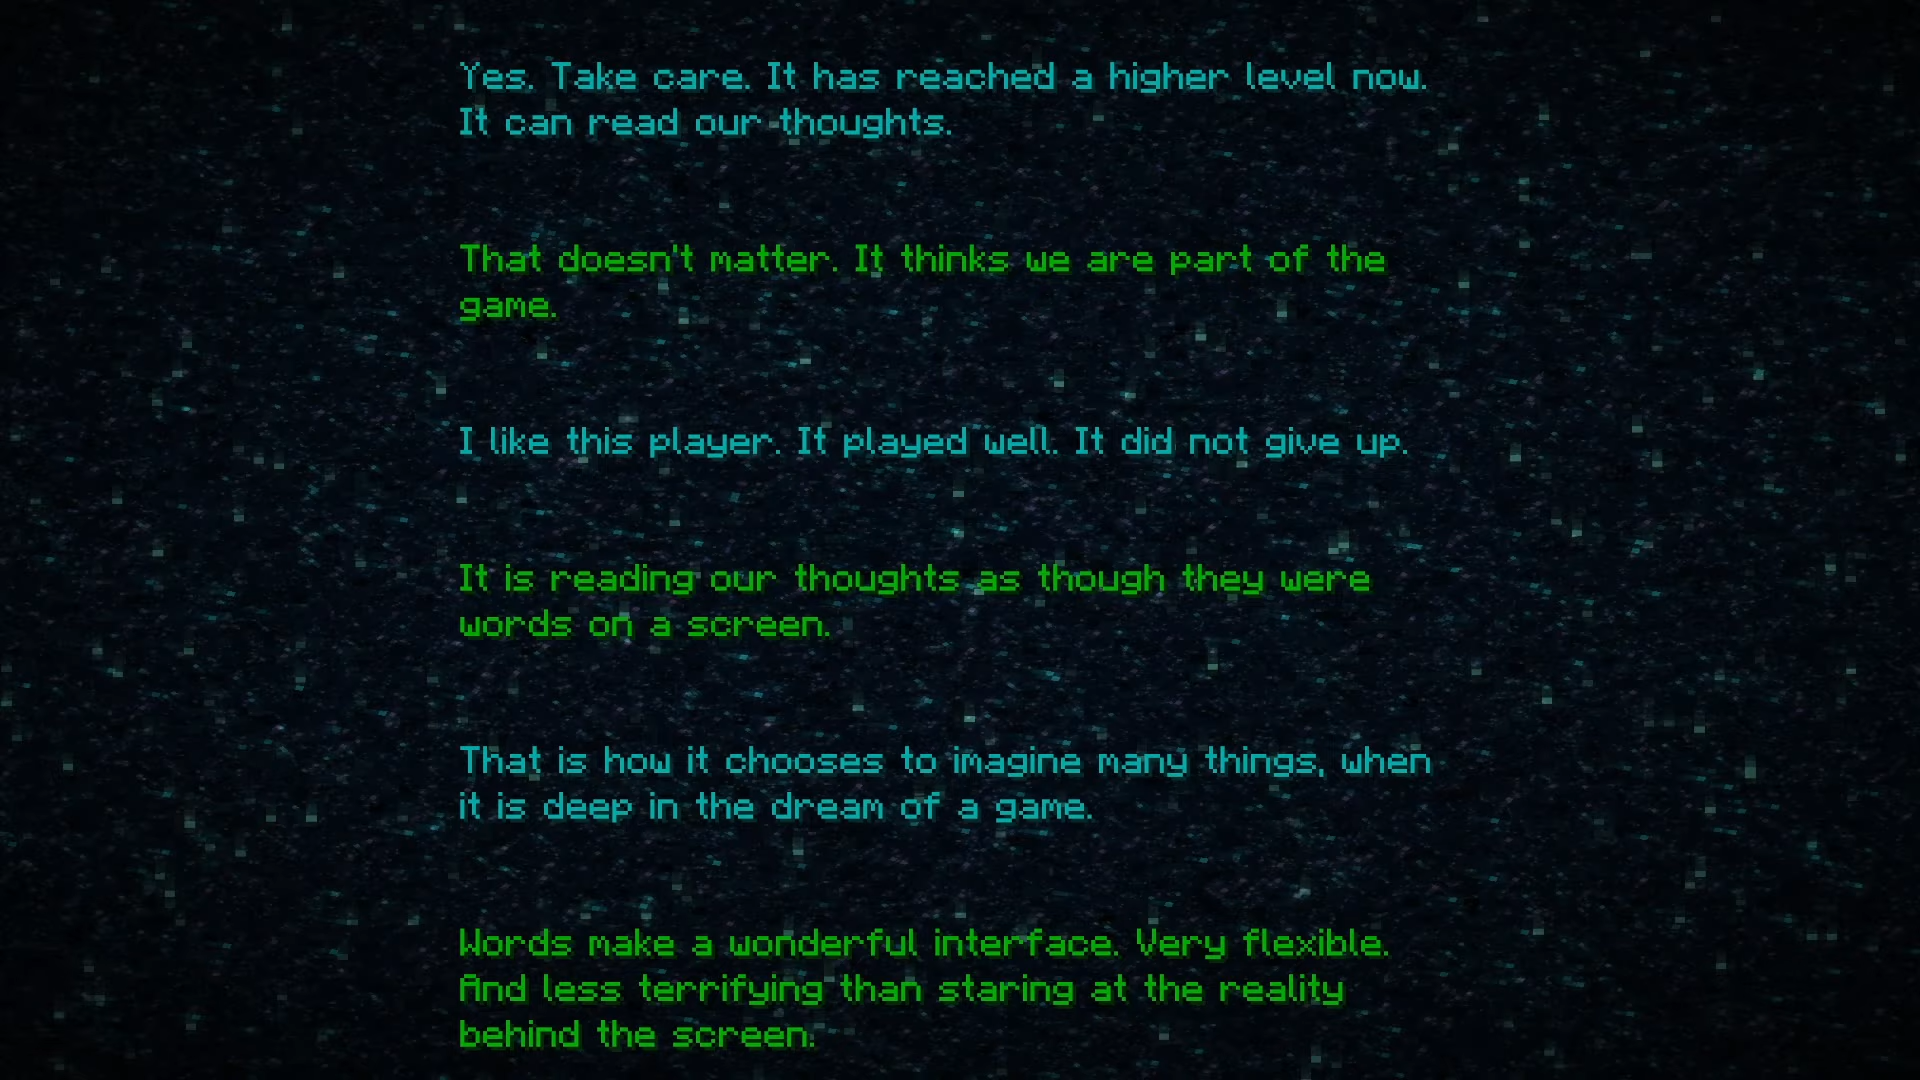 Yes. Take care. It has reached a higher level now.
It can read our thoughts.
That doesn't matter. It thinks we are part of the
game.
I like this player. It played well. It did not give up.
It is reading our thoughts as though they were
words on a screen.
That is how it chooses to imagine many things, when
it is deep in the dream of a game.
Words make a wonderful interface. Very flexible.
And less terrifying than staring at the reality
behind the screen.